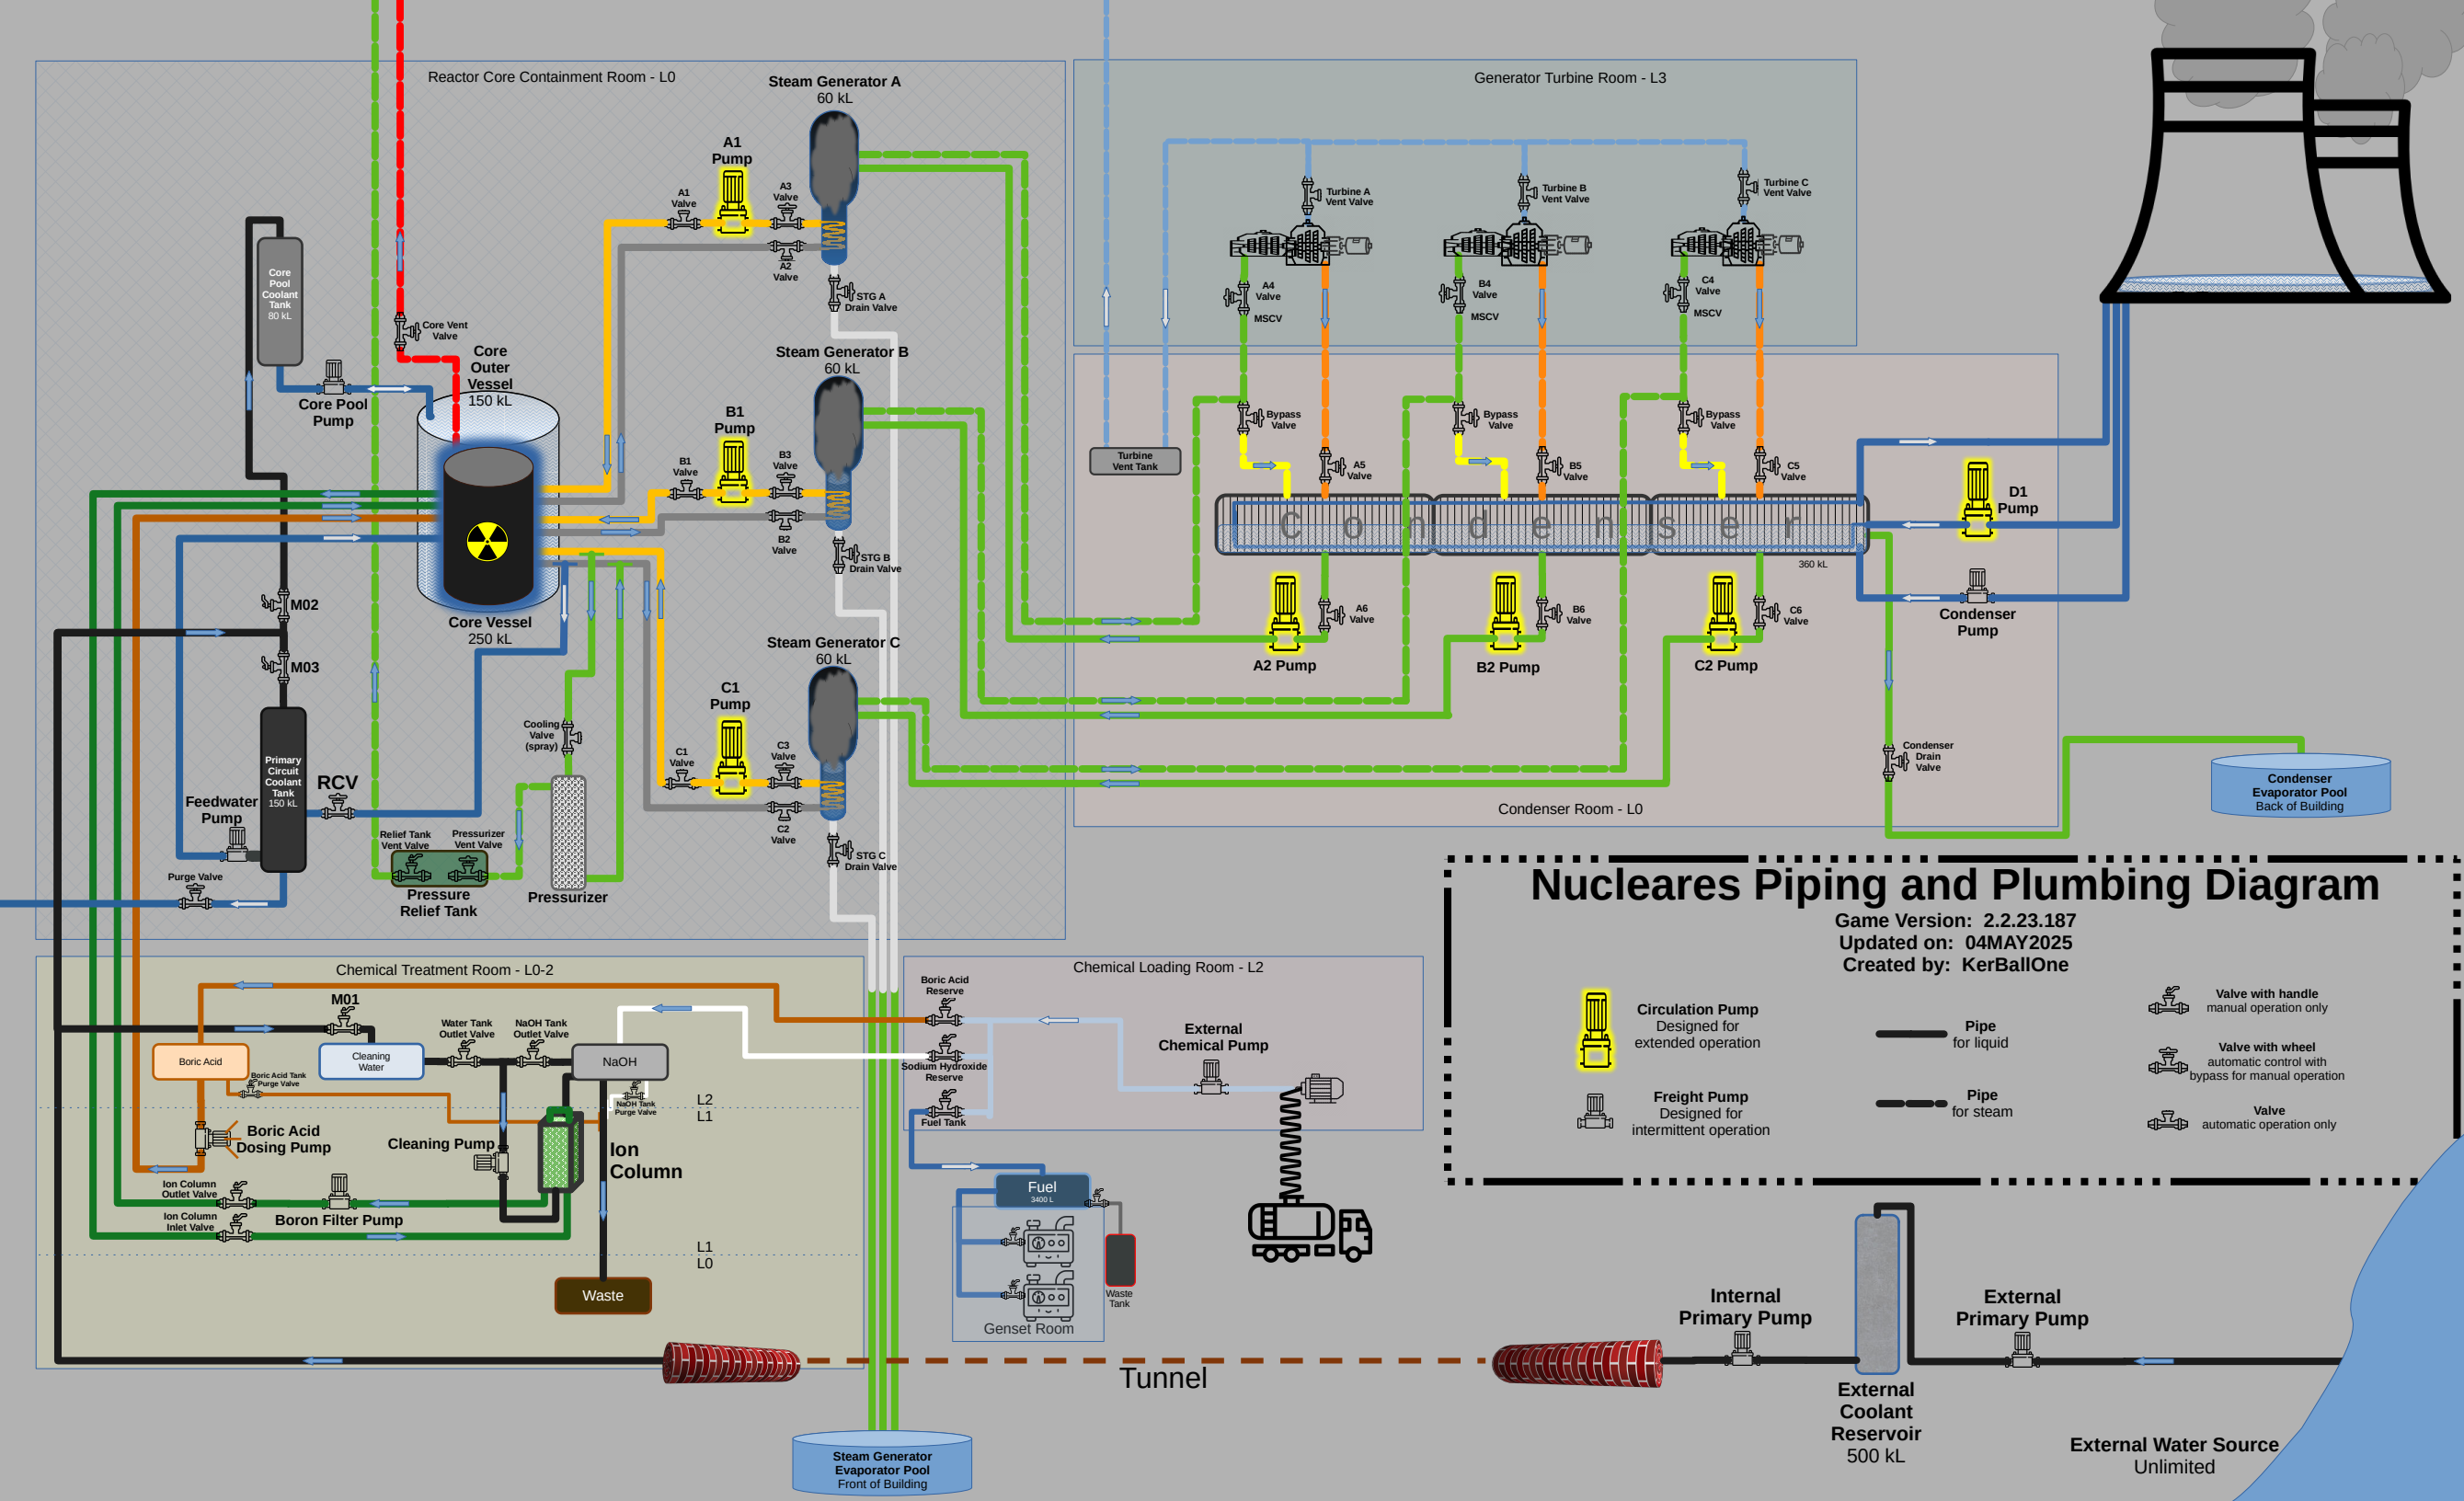 Reactor Core Containment Room - L0
Steam Generator A
60 kL
A1
Pump
A1
Valve
A3
Valve
A2
Valve
STG A
Drain Valve
Core
Pool
Coolant
Tank
80 kL
Core Vent
Valve
Core
Outer
Vessel
150 kL
Core Pool
Pump
Steam Generator B
60 kL
B1
Pump
B1
Valve
B3
Valve
B2
Valve
STG B
Drain Valve
M02
M03
Core Vessel
250 kL
Steam Generator C
60 kL
C1
Pump
C1
Valve
C3
Valve
C2
Valve
STG C
Drain Valve
Cooling
Valve
(spray)
Primary
Circuit
Coolant
Tank
150 kL
RCV
Feedwater
Pump
Relief Tank
Vent Valve
Pressurizer
Vent Valve
Purge Valve
Pressure
Relief Tank
Pressurizer
Generator Turbine Room - L3
Turbine A
Vent Valve
Turbine B
Vent Valve
Turbine C
Vent Valve
A4
Valve
MSCV
B4
Valve
MSCV
C4
Valve
MSCV
Bypass
Valve
Bypass
Valve
Bypass
Valve
Turbine
Vent Tank
A5
Valve
B5
Valve
C5
Valve
D1
Pump
Condenser
360 kL
A6
Valve
B6
Valve
C6
Valve
Condenser
Pump
A2 Pump
B2 Pump
C2 Pump
Condenser
Drain
Valve
Condenser Room - L0
Condenser
Evaporator Pool
Back of Building
Nucleares Piping and Plumbing Diagram
Game Version: 2.2.23.187
Updated on: 04MAY2025
Created by: KerBallOne
Circulation Pump
Designed for
extended operation
Freight Pump
Designed for
intermittent operation
Pipe
for liquid
Pipe
for steam
Valve with handle
manual operation only
Valve with wheel
automatic control with
bypass for manual operation
Valve
automatic operation only
Chemical Treatment Room - L0-2
M01
Water Tank
Outlet Valve
NaOH Tank
Outlet Valve
Boric Acid
Cleaning
Water
NaOH
Boric Acid Tank
Purge Valve
NaOH Tank
Purge Valve
L2
L1
Boric Acid
Dosing Pump
Cleaning Pump
Ion
Column
Ion Column
Outlet Valve
Boron Filter Pump
Ion Column
Inlet Valve
L1
L0
Waste
Chemical Loading Room - L2
Boric Acid
Reserve
Sodium Hydroxide
Reserve
Fuel Tank
External
Chemical Pump
Fuel
3400 L
Waste
Tank
Genset Room
Tunnel
Internal
Primary Pump
External
Primary Pump
External
Coolant
Reservoir
500 kL
External Water Source
Unlimited
Steam Generator
Evaporator Pool
Front of Building